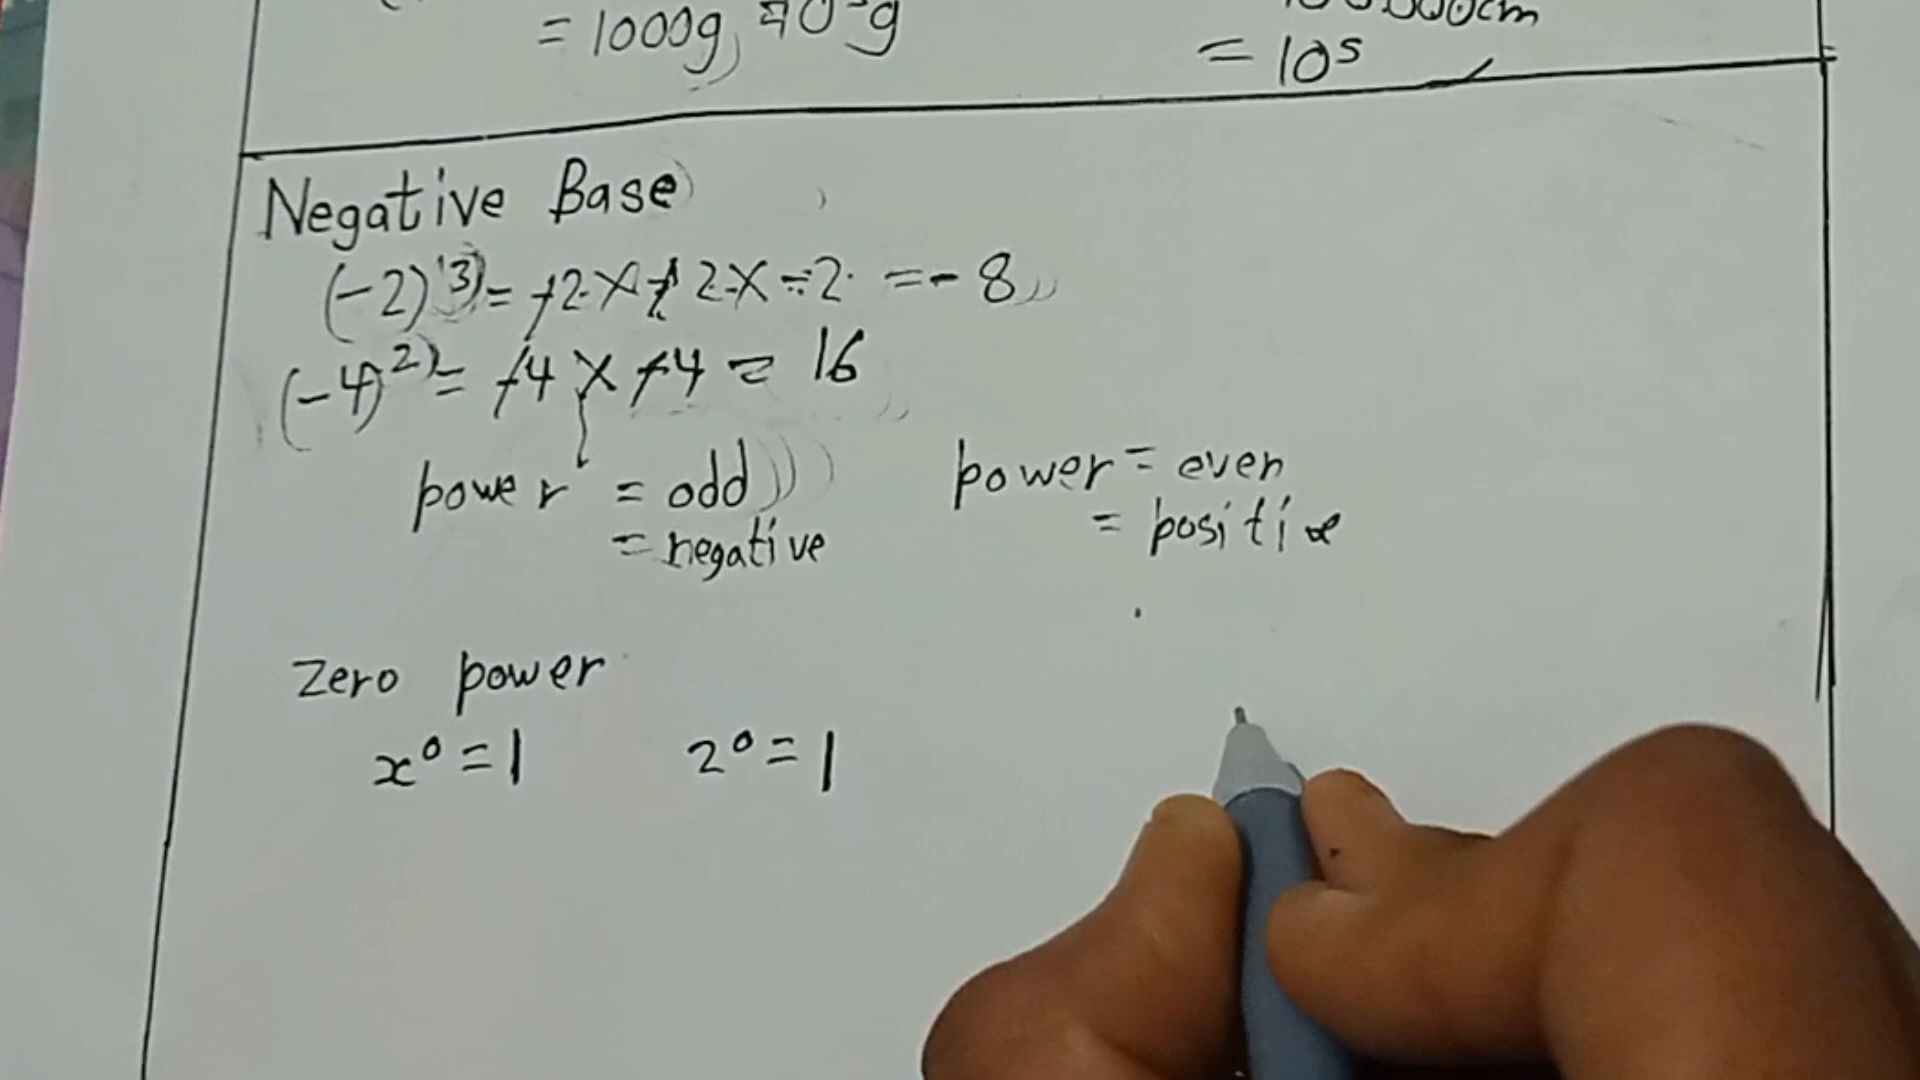 = 1000g,
= 10⁵
Negative Base
(-2)³ = -2 x -2 x -2 = -8
(-4)² = -4 x -4 = 16
power = odd power = even
= negative = positive
Zero power
x⁰ = 1 2⁰ = 1